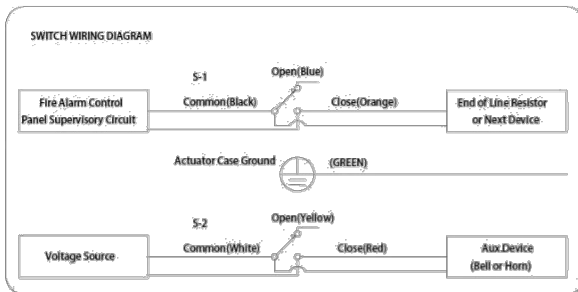 SWITCH WIRING DIAGRAM
S-1
Open(Blue)
Common(Black)
Close(Orange)
Fire Alarm Control
Panel Supervisory Circuit
End of Line Resistor
or Next Device
Actuator Case Ground
(GREEN)
S-2
Open(Yellow)
Common(White)
Close(Red)
Voltage Source
Aux.Device
(Bell or Horn)